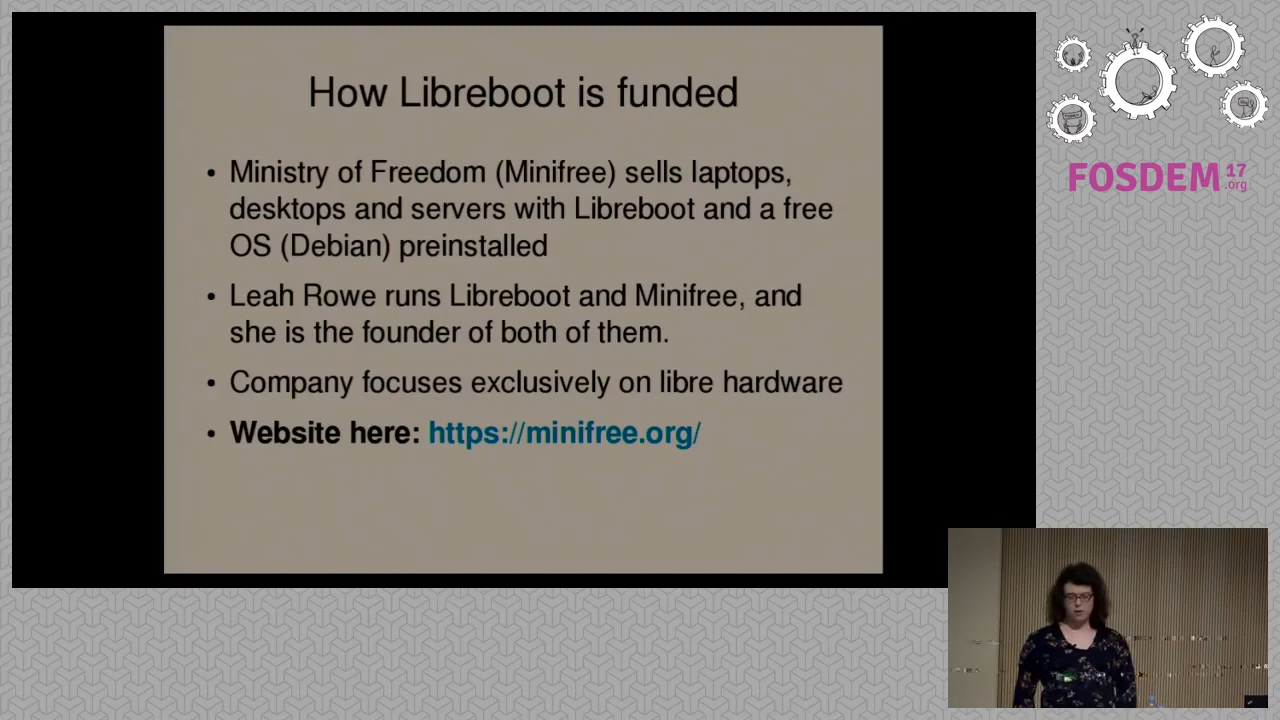 How Libreboot is funded
• Ministry of Freedom (Minifree) sells laptops,
desktops and servers with Libreboot and a free
OS (Debian) preinstalled
• Leah Rowe runs Libreboot and Minifree, and
she is the founder of both of them.
• Company focuses exclusively on libre hardware
• Website here: https://minifree.org/
FOSDEM 17
.org